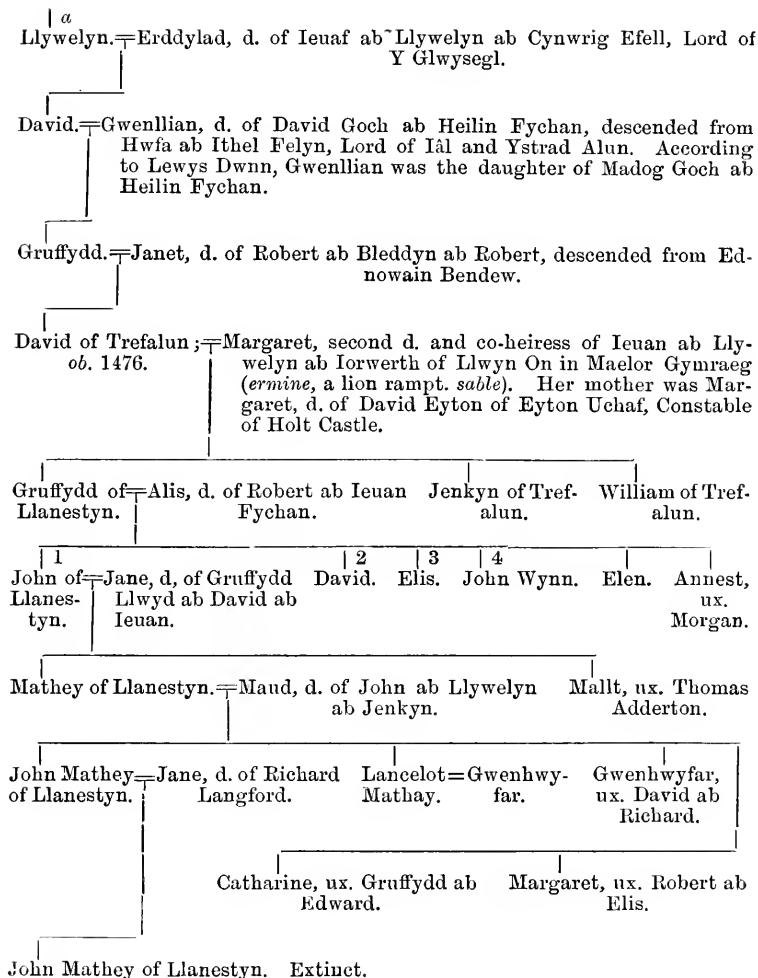 a
Llywelyn.=Erddylad, d. of Ieuaf ab Llywelyn ab Cynwrig Efell, Lord of
Y Glwysegl.
David.=Gwenllian, d. of David Goch ab Heilin Fychan, descended from
Hwfa ab Ithel Felyn, Lord of Iâl and Ystrad Alun. According
to Lewys Dwnn, Gwenllian was the daughter of Madog Goch ab
Heilin Fychan.
Gruffydd.=Janet, d. of Robert ab Bleddyn ab Robert, descended from Ed-
nowain Bendew.
David of Trefalun;=Margaret, second d. and co-heiress of Ieuan ab Lly-
ob. 1476. welyn ab Iorwerth of Llwyn On in Maelor Gymraeg
(ermine, a lion rampt. sable). Her mother was Mar-
garet, d. of David Eyton of Eyton Uchaf, Constable
of Holt Castle.
Gruffydd of=Alis, d. of Robert ab Ieuan Jenkyn of Tref- William of Tref-
Llanestyn. Fychan. alun. alun.
1 2 3 4
John of=Jane, d, of Gruffydd David. Elis. John Wynn. Elen. Annest,
Llanes- Llwyd ab David ab ux.
tyn. Ieuan. Morgan.
Mathey of Llanestyn.=Maud, d. of John ab Llywelyn Mallt, ux. Thomas
ab Jenkyn. Adderton.
John Mathey=Jane, d. of Richard Lancelot=Gwenhwy- Gwenhwyfar,
of Llanestyn. Langford. Mathay. far. ux. David ab
Richard.
Catharine, ux. Gruffydd ab Margaret, ux. Robert ab
Edward. Elis.
John Mathey of Llanestyn. Extinct.